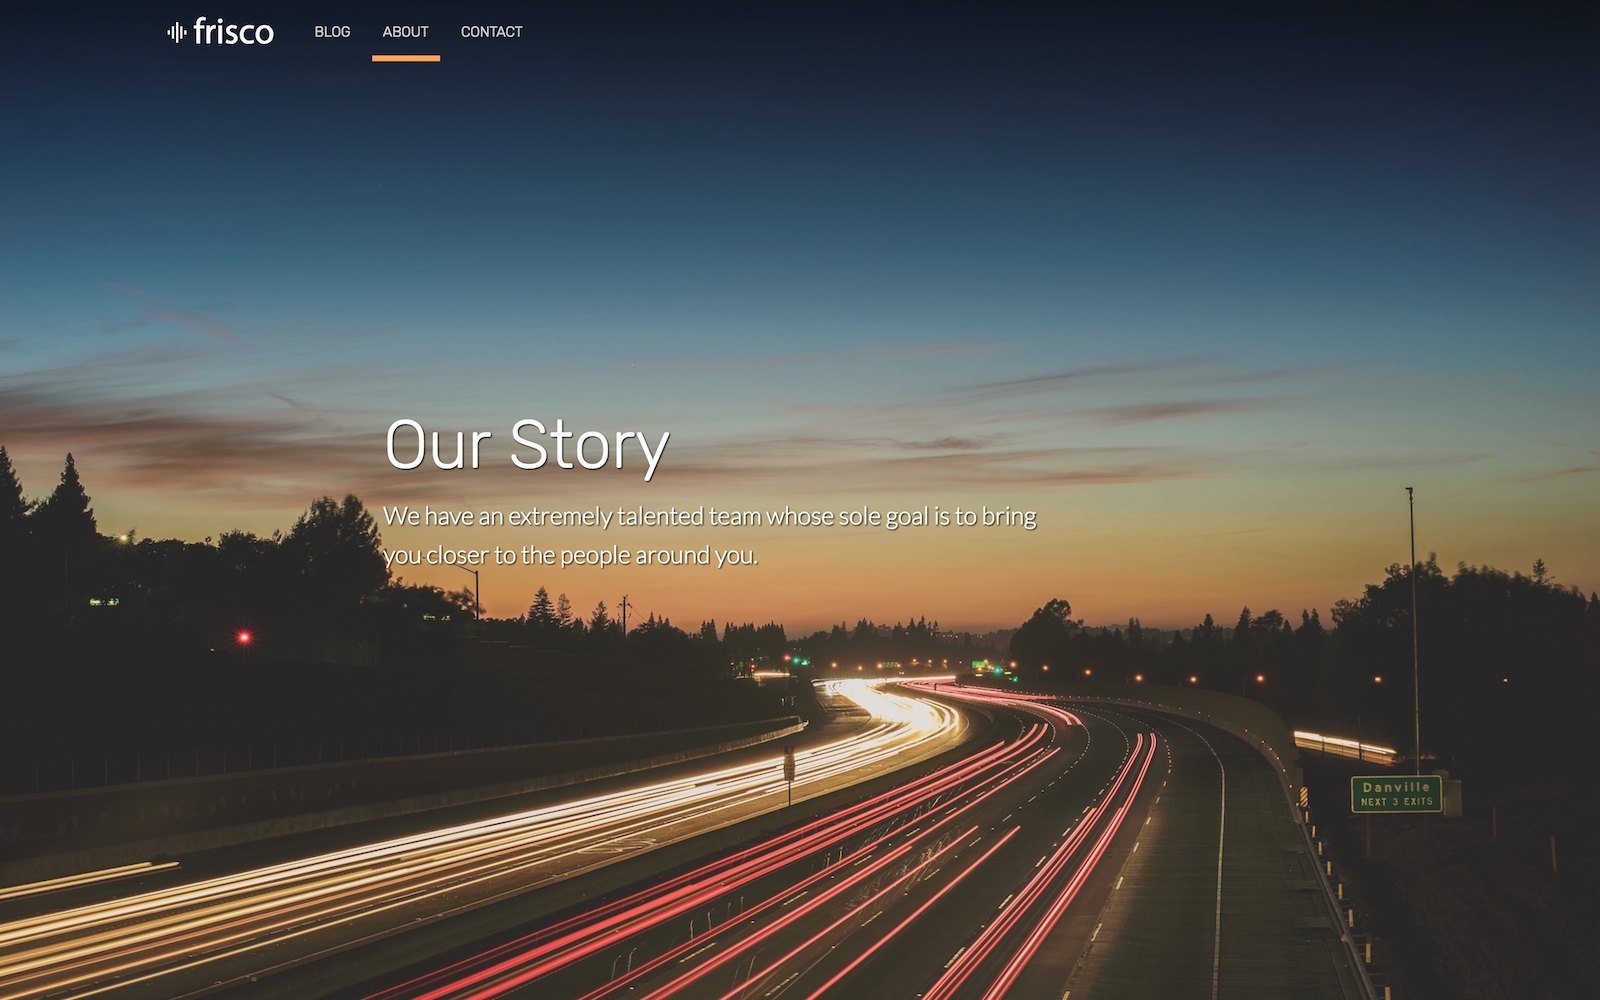 frisco BLOG ABOUT CONTACT
Our Story
We have an extremely talented team whose sole goal is to bring
you closer to the people around you.
Danville
NEXT 3 EXITS